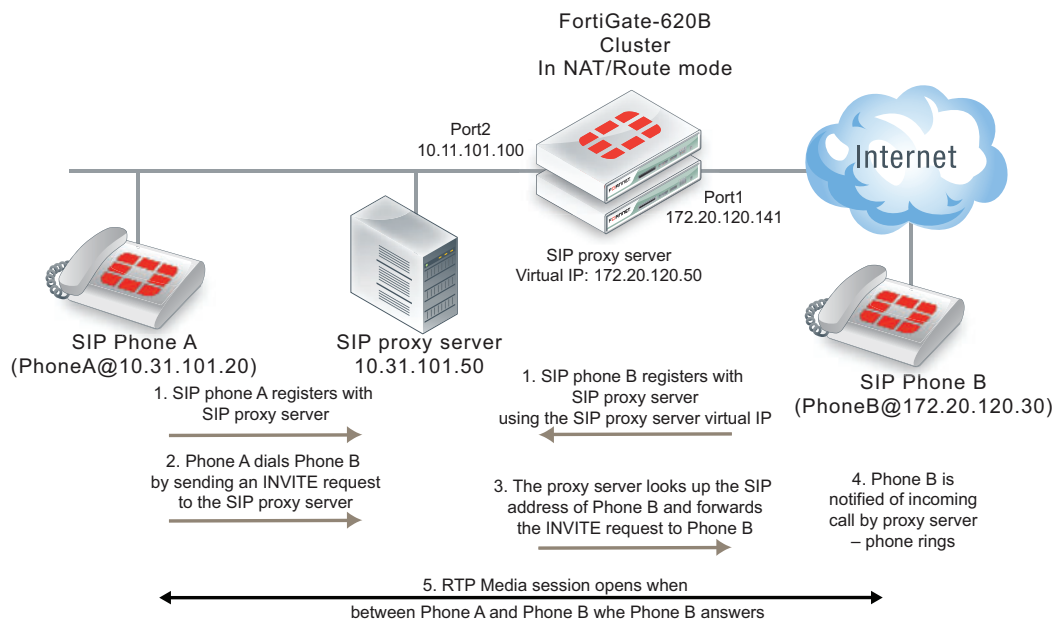 FortiGate-620B
Cluster
In NAT/Route mode
Port2
10.11.101.100
Internet
FORTINET
FORTINET
Port1
172.20.120.141
SIP proxy server
Virtual IP: 172.20.120.50
SIP Phone A
(PhoneA@10.31.101.20)
SIP proxy server
10.31.101.50
SIP Phone B
(PhoneB@172.20.120.30)
1. SIP phone A registers with
SIP proxy server
1. SIP phone B registers with
SIP proxy server
using the SIP proxy server virtual IP
2. Phone A dials Phone B
by sending an INVITE request
to the SIP proxy server
3. The proxy server looks up the SIP
address of Phone B and forwards
the INVITE request to Phone B
4. Phone B is
notified of incoming
call by proxy server
– phone rings
5. RTP Media session opens when
between Phone A and Phone B whe Phone B answers